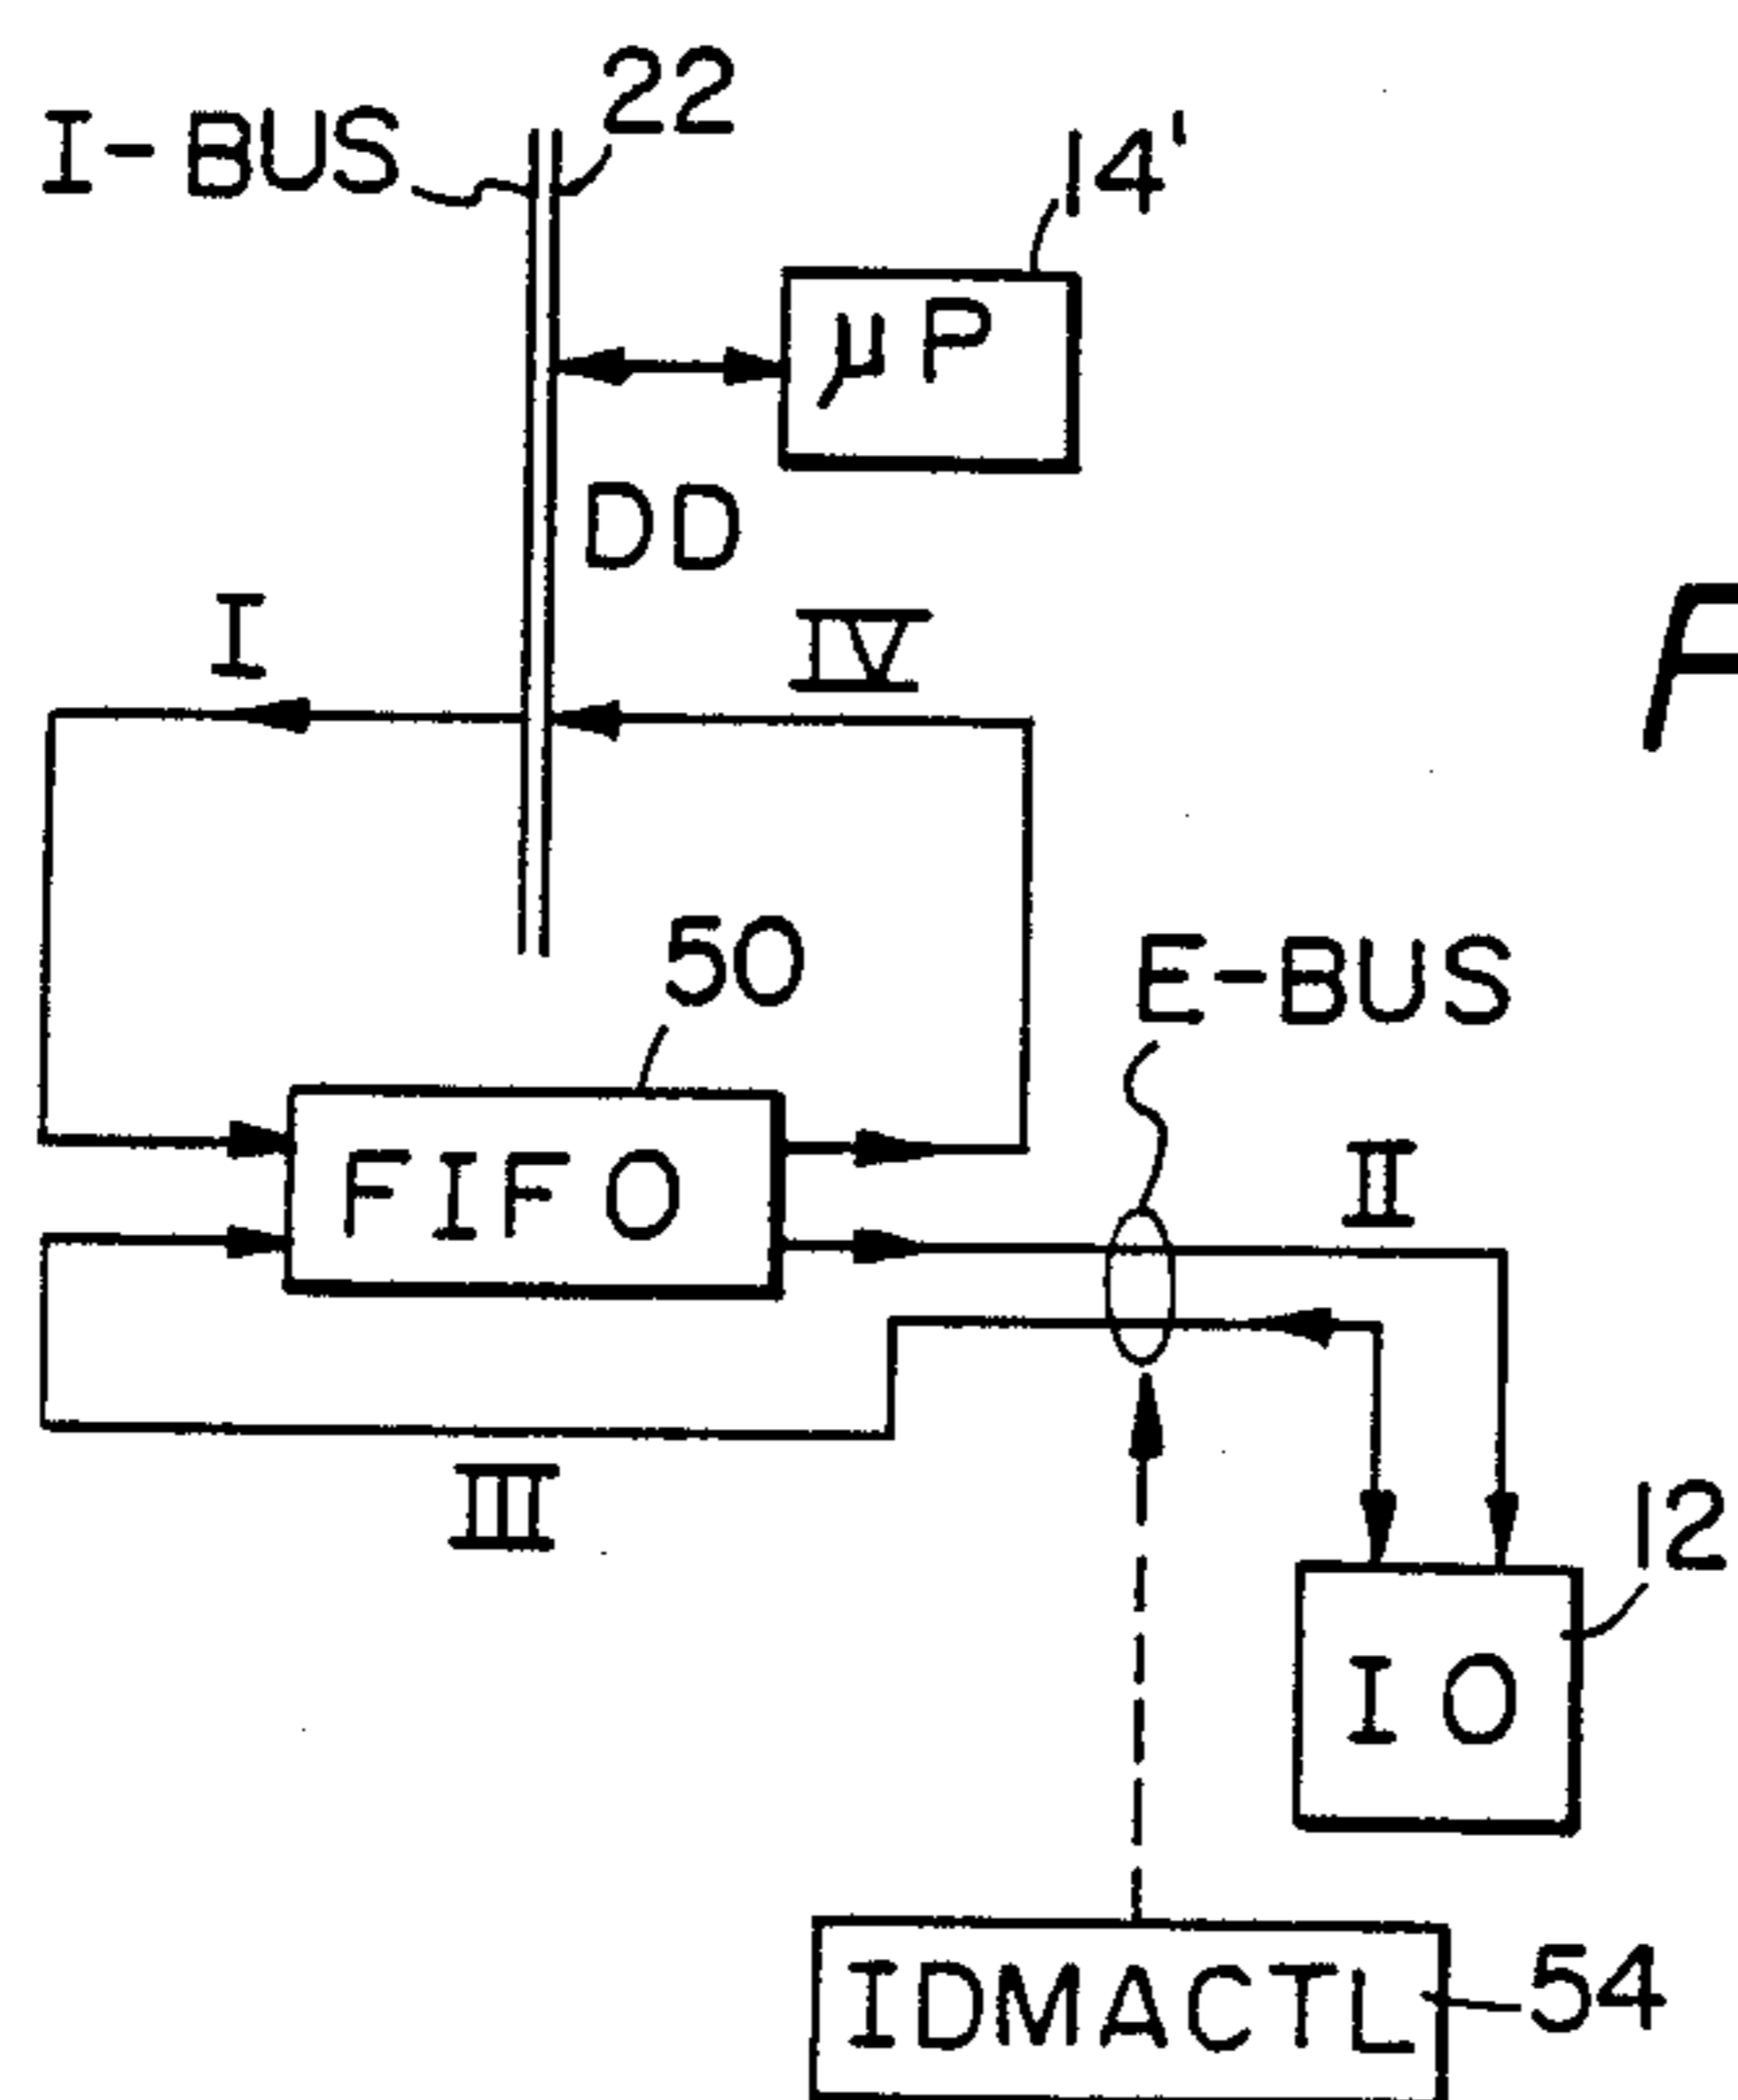 22
I-BUS
14'
µP
DD
I
IV
F
50
E-BUS
FIFO
II
III
12
IO
IDMACTL
54